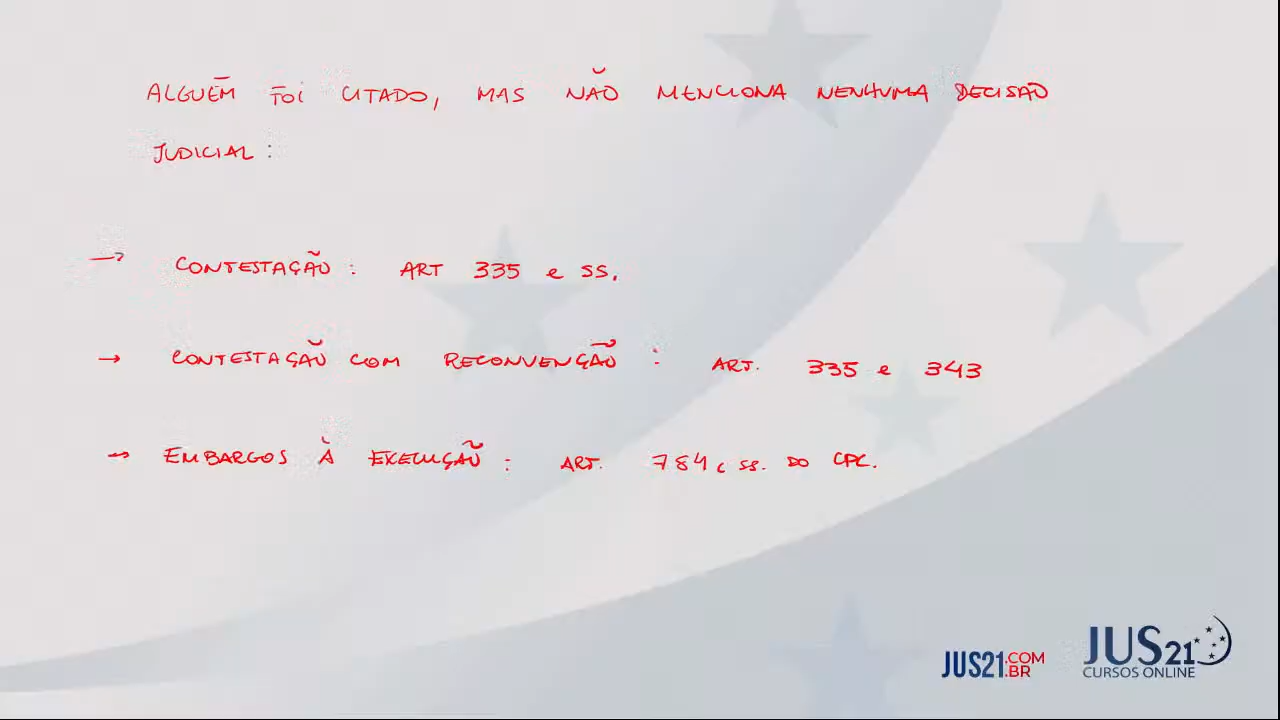 ALGUÉM FOI CITADO, MAS NÃO MENCIONA NENHUMA DECISÃO
JUDICIAL :
→ CONTESTAÇÃO : ART 335 e SS.
→ CONTESTAÇÃO COM RECONVENÇÃO : ART. 335 e 343
→ EMBARGOS À EXECUÇÃO : ART. 784 e SS. DO CPC.
JUS21.COM.BR
JUS21
CURSOS ONLINE